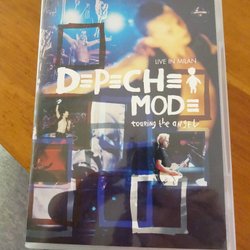 LIVE IN MILAN
DEPECHE
MODE
touring the angel